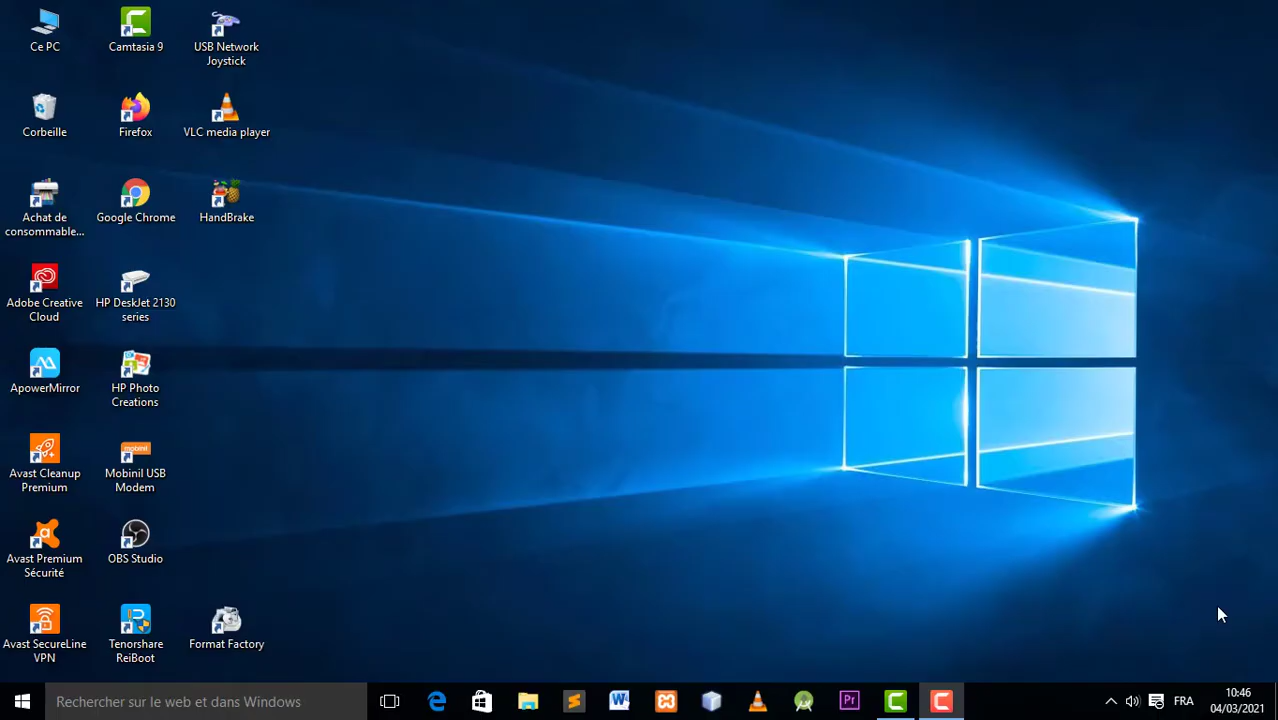 Ce PC
Camtasia 9
USB Network
Joystick
Corbeille
Firefox
VLC media player
Achat de
consommable...
Google Chrome
HandBrake
Adobe Creative
Cloud
HP DeskJet 2130
series
ApowerMirror
HP Photo
Creations
Avast Cleanup
Premium
mobinil
Mobinil USB
Modem
Avast Premium
Sécurité
OBS Studio
Avast SecureLine
VPN
Tenorshare
ReiBoot
Format Factory
Rechercher sur le web et dans Windows
W
Pr
FRA
10:46
04/03/2021